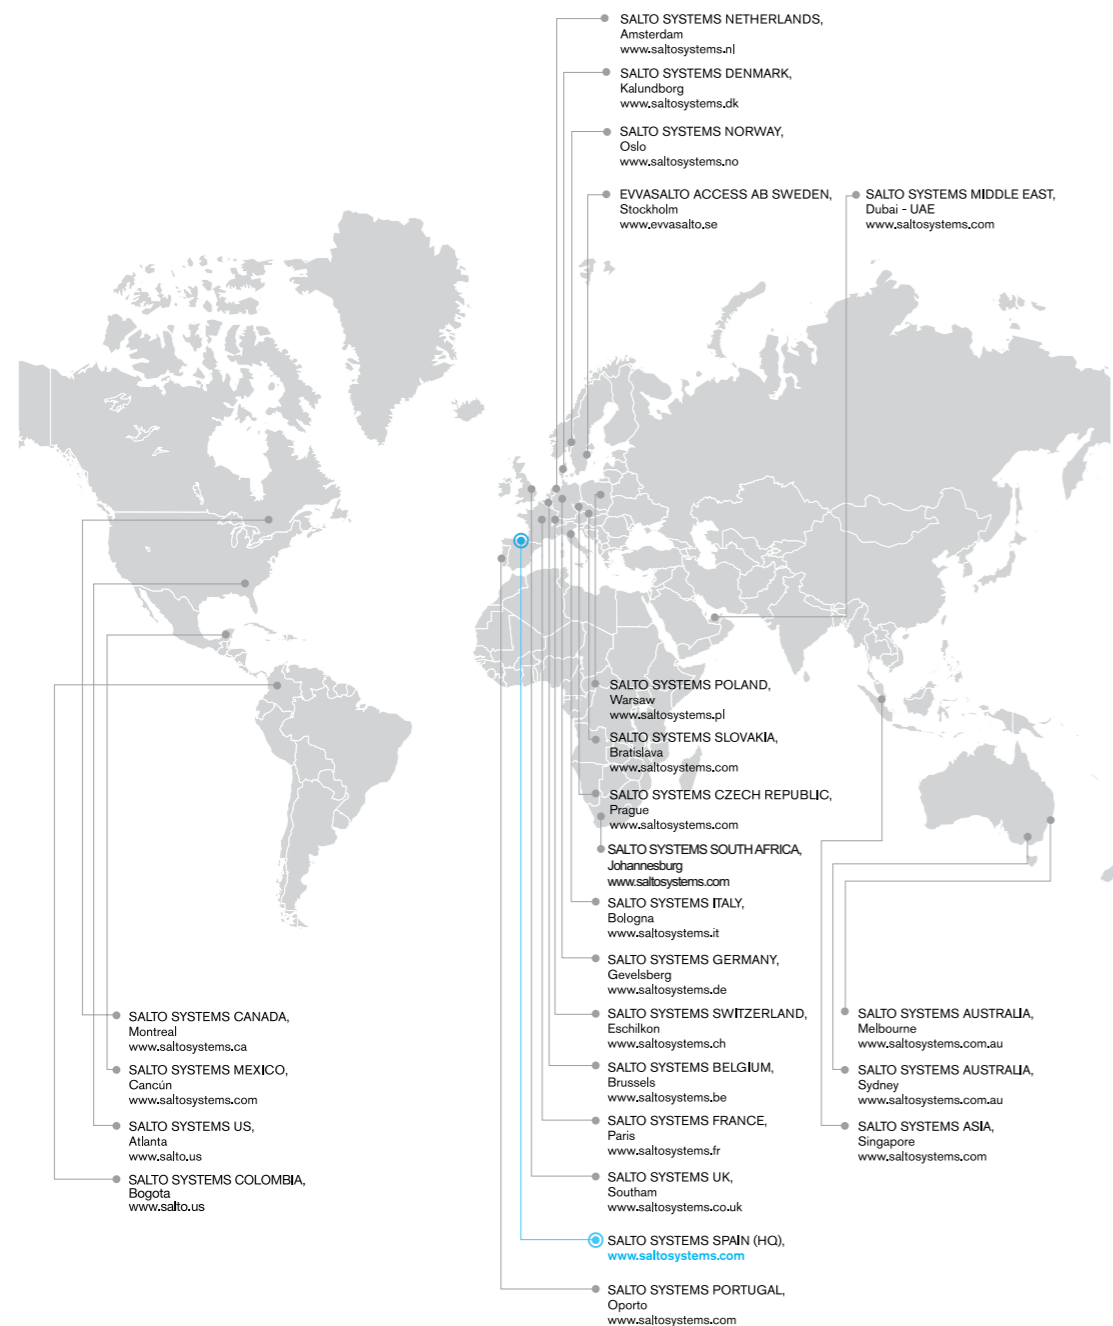 SALTO SYSTEMS NETHERLANDS,
Amsterdam
www.saltosystems.nl
SALTO SYSTEMS DENMARK,
Kalundborg
www.saltosystems.dk
SALTO SYSTEMS NORWAY,
Oslo
www.saltosystems.no
EVVASALTO ACCESS AB SWEDEN,
Stockholm
www.evvasalto.se
SALTO SYSTEMS MIDDLE EAST,
Dubai - UAE
www.saltosystems.com
SALTO SYSTEMS POLAND,
Warsaw
www.saltosystems.pl
SALTO SYSTEMS SLOVAKIA,
Bratislava
www.saltosystems.com
SALTO SYSTEMS CZECH REPUBLIC,
Prague
www.saltosystems.com
SALTO SYSTEMS SOUTH AFRICA,
Johannesburg
www.saltosystems.com
SALTO SYSTEMS ITALY,
Bologna
www.saltosystems.it
SALTO SYSTEMS GERMANY,
Gevelsberg
www.saltosystems.de
SALTO SYSTEMS SWITZERLAND,
Eschilkon
www.saltosystems.ch
SALTO SYSTEMS BELGIUM,
Brussels
www.saltosystems.be
SALTO SYSTEMS FRANCE,
Paris
www.saltosystems.fr
SALTO SYSTEMS UK,
Southam
www.saltosystems.co.uk
SALTO SYSTEMS SPAIN (HQ),
www.saltosystems.com
SALTO SYSTEMS PORTUGAL,
Oporto
www.saltosystems.com
SALTO SYSTEMS CANADA,
Montreal
www.saltosystems.ca
SALTO SYSTEMS MEXICO,
Cancún
www.saltosystems.com
SALTO SYSTEMS US,
Atlanta
www.salto.us
SALTO SYSTEMS COLOMBIA,
Bogota
www.salto.us
SALTO SYSTEMS AUSTRALIA,
Melbourne
www.saltosystems.com.au
SALTO SYSTEMS AUSTRALIA,
Sydney
www.saltosystems.com.au
SALTO SYSTEMS ASIA,
Singapore
www.saltosystems.com